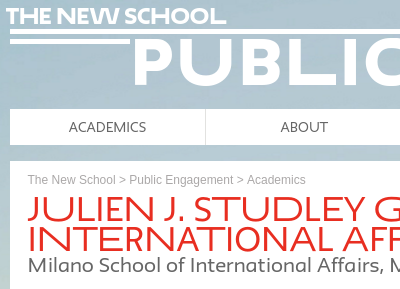 THE NEW SCHOOL
PUBLIC
ACADEMICS
ABOUT
The New School > Public Engagement > Academics
JULIEN J. STUDLEY G
INTERNATIONAL AFF
Milano School of International Affairs, M